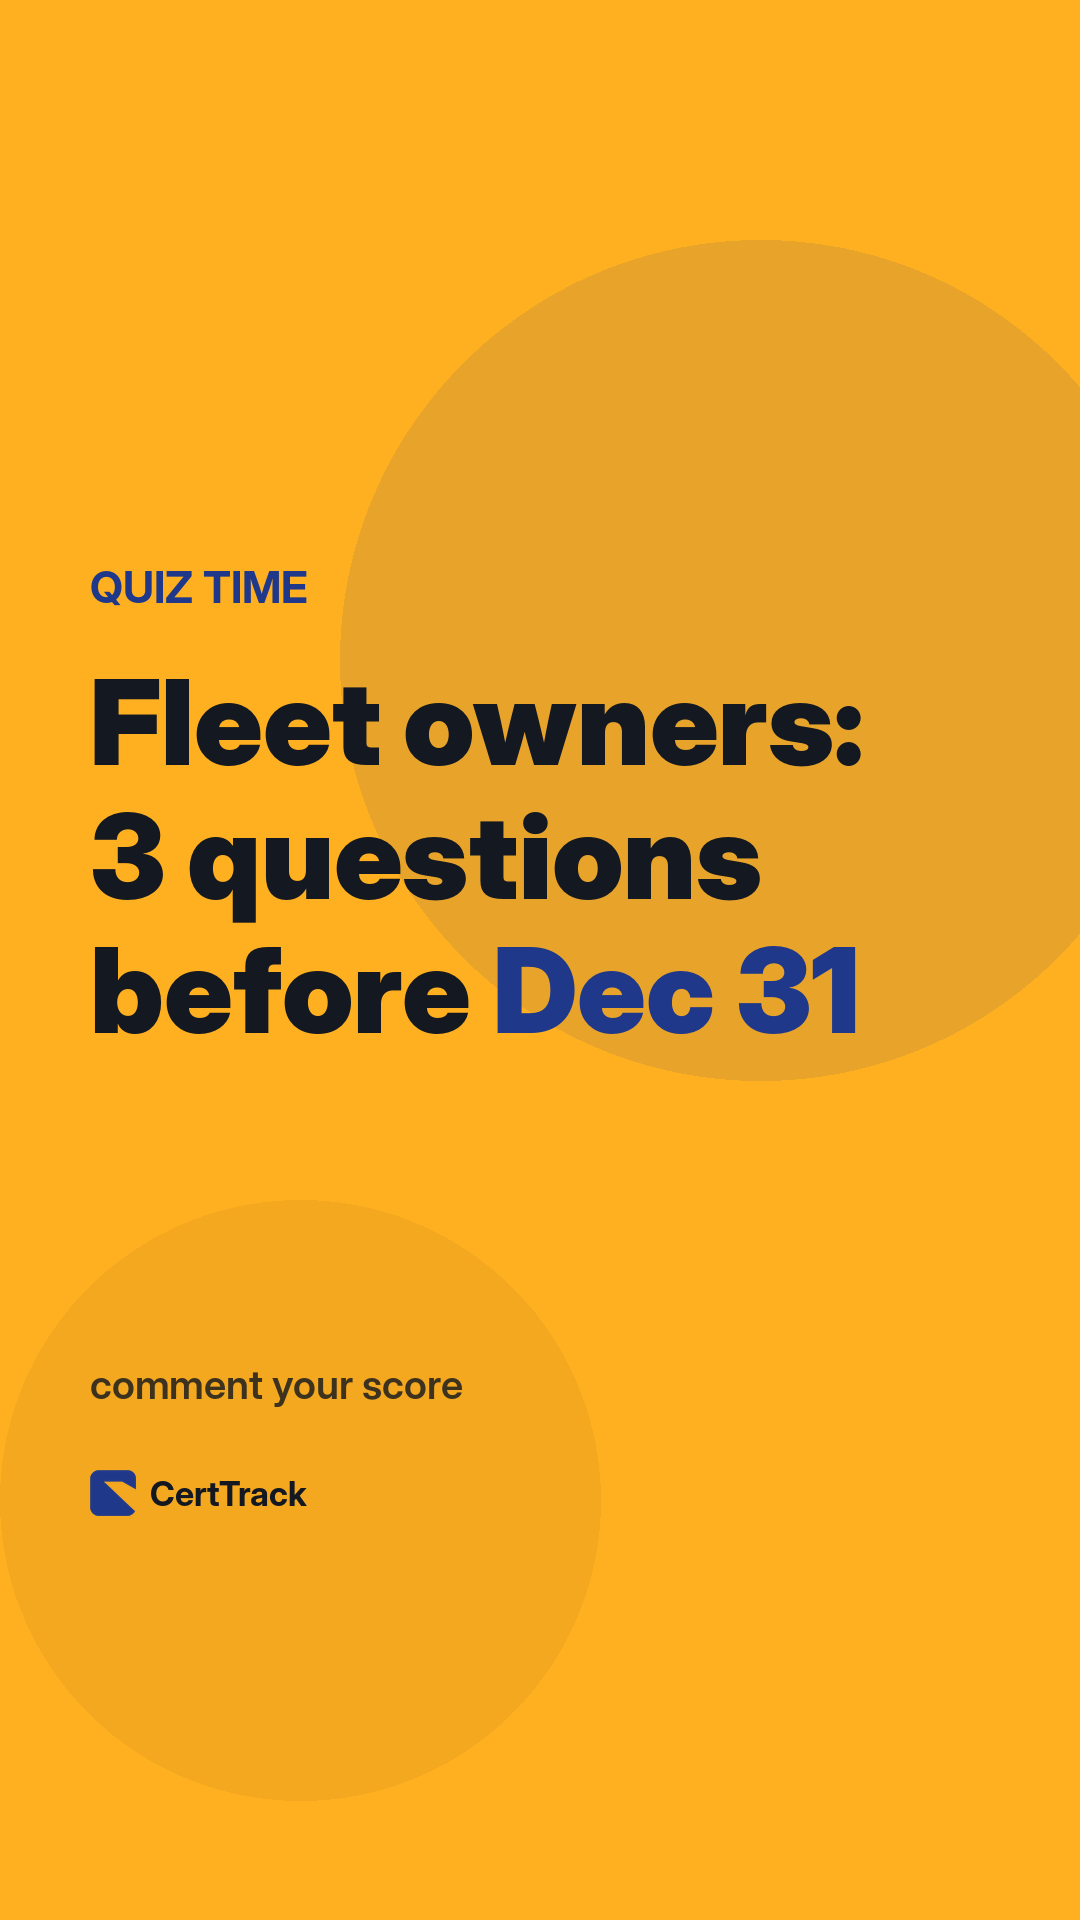 QUIZ TIME
Fleet owners:
3 questions
before Dec 31
comment your score
CertTrack